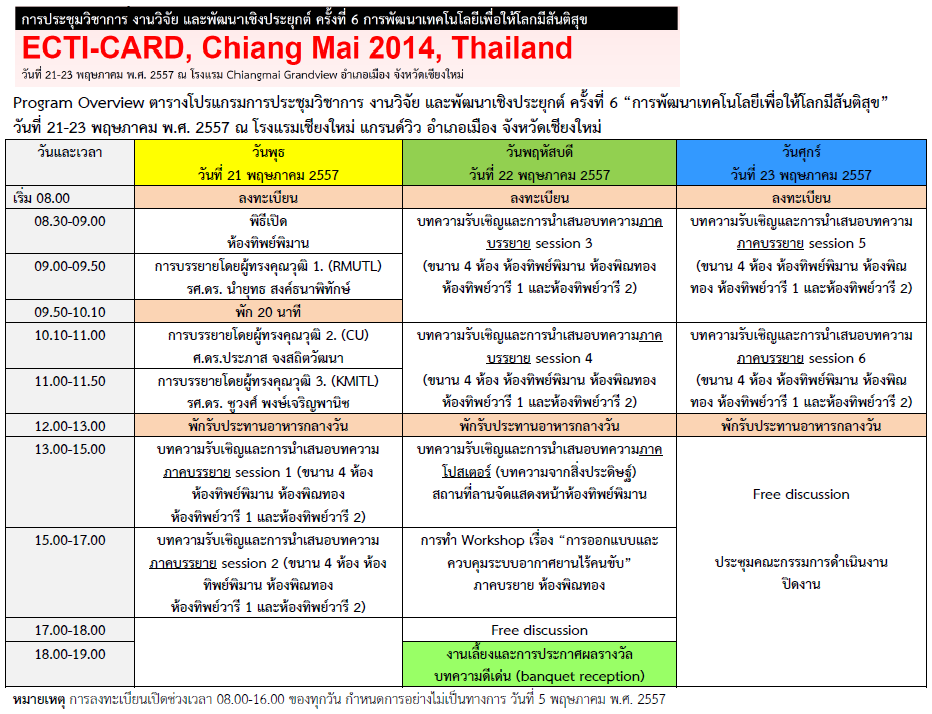 การประชุมวิชาการ งานวิจัย และพัฒนาเชิงประยุกต์ ครั้งที่ 6 การพัฒนาเทคโนโลยีเพื่อให้โลกมีสันติสุข
ECTI-CARD, Chiang Mai 2014, Thailand
วันที่ 21-23 พฤษภาคม พ.ศ. 2557 ณ โรงแรม Chiangmai Grandview อำเภอเมือง จังหวัดเชียงใหม่
Program Overview ตารางโปรแกรมการประชุมวิชาการ งานวิจัย และพัฒนาเชิงประยุกต์ ครั้งที่ 6 “การพัฒนาเทคโนโลยีเพื่อให้โลกมีสันติสุข”
วันที่ 21-23 พฤษภาคม พ.ศ. 2557 ณ โรงแรมเชียงใหม่ แกรนด์วิว อำเภอเมือง จังหวัดเชียงใหม่
วันและเวลา
วันพุธ
วันที่ 21 พฤษภาคม 2557
วันพฤหัสบดี
วันที่ 22 พฤษภาคม 2557
วันศุกร์
วันที่ 23 พฤษภาคม 2557
เริ่ม 08.00
ลงทะเบียน
ลงทะเบียน
ลงทะเบียน
08.30-09.00
พิธีเปิด
ห้องทิพย์พิมาน
บทความรับเชิญและการนำเสนอบทความภาค
บรรยาย session 3
(ขนาน 4 ห้อง ห้องทิพย์พิมาน ห้องพิณทอง
ห้องทิพย์วารี 1 และห้องทิพย์วารี 2)
บทความรับเชิญและการนำเสนอบทความ
ภาคบรรยาย session 5
(ขนาน 4 ห้อง ห้องทิพย์พิมาน ห้องพิณ
ทอง ห้องทิพย์วารี 1 และห้องทิพย์วารี 2)
09.00-09.50
การบรรยายโดยผู้ทรงคุณวุฒิ 1. (RMUTL)
รศ.ดร. นำยุทธ สงค์ธนาพิทักษ์
09.50-10.10
พัก 20 นาที
10.10-11.00
การบรรยายโดยผู้ทรงคุณวุฒิ 2. (CU)
ศ.ดร.ประภาส จงสถิตวัฒนา
บทความรับเชิญและการนำเสนอบทความภาค
บรรยาย session 4
(ขนาน 4 ห้อง ห้องทิพย์พิมาน ห้องพิณทอง
ห้องทิพย์วารี 1 และห้องทิพย์วารี 2)
บทความรับเชิญและการนำเสนอบทความ
ภาคบรรยาย session 6
(ขนาน 4 ห้อง ห้องทิพย์พิมาน ห้องพิณ
ทอง ห้องทิพย์วารี 1 และห้องทิพย์วารี 2)
11.00-11.50
การบรรยายโดยผู้ทรงคุณวุฒิ 3. (KMITL)
รศ.ดร. ชูวงศ์ พงษ์เจริญพานิช
12.00-13.00
พักรับประทานอาหารกลางวัน
พักรับประทานอาหารกลางวัน
พักรับประทานอาหารกลางวัน
13.00-15.00
บทความรับเชิญและการนำเสนอบทความ
ภาคบรรยาย session 1 (ขนาน 4 ห้อง
ห้องทิพย์พิมาน ห้องพิณทอง
ห้องทิพย์วารี 1 และห้องทิพย์วารี 2)
บทความรับเชิญและการนำเสนอบทความภาค
โปสเตอร์ (บทความจากสิ่งประดิษฐ์)
สถานที่ลานจัดแสดงหน้าห้องทิพย์พิมาน
Free discussion
15.00-17.00
บทความรับเชิญและการนำเสนอบทความ
ภาคบรรยาย session 2 (ขนาน 4 ห้อง ห้อง
ทิพย์พิมาน ห้องพิณทอง
ห้องทิพย์วารี 1 และห้องทิพย์วารี 2)
การทำ Workshop เรื่อง “การออกแบบและ
ควบคุมระบบอากาศยานไร้คนขับ”
ภาคบรยาย ห้องพิณทอง
ประชุมคณะกรรมการดำเนินงาน
ปิดงาน
17.00-18.00
Free discussion
18.00-19.00
งานเลี้ยงและการประกาศผลรางวัล
บทความดีเด่น (banquet reception)
หมายเหตุ การลงทะเบียนเปิดช่วงเวลา 08.00-16.00 ของทุกวัน กำหนดการอย่างไม่เป็นทางการ วันที่ 5 พฤษภาคม พ.ศ. 2557